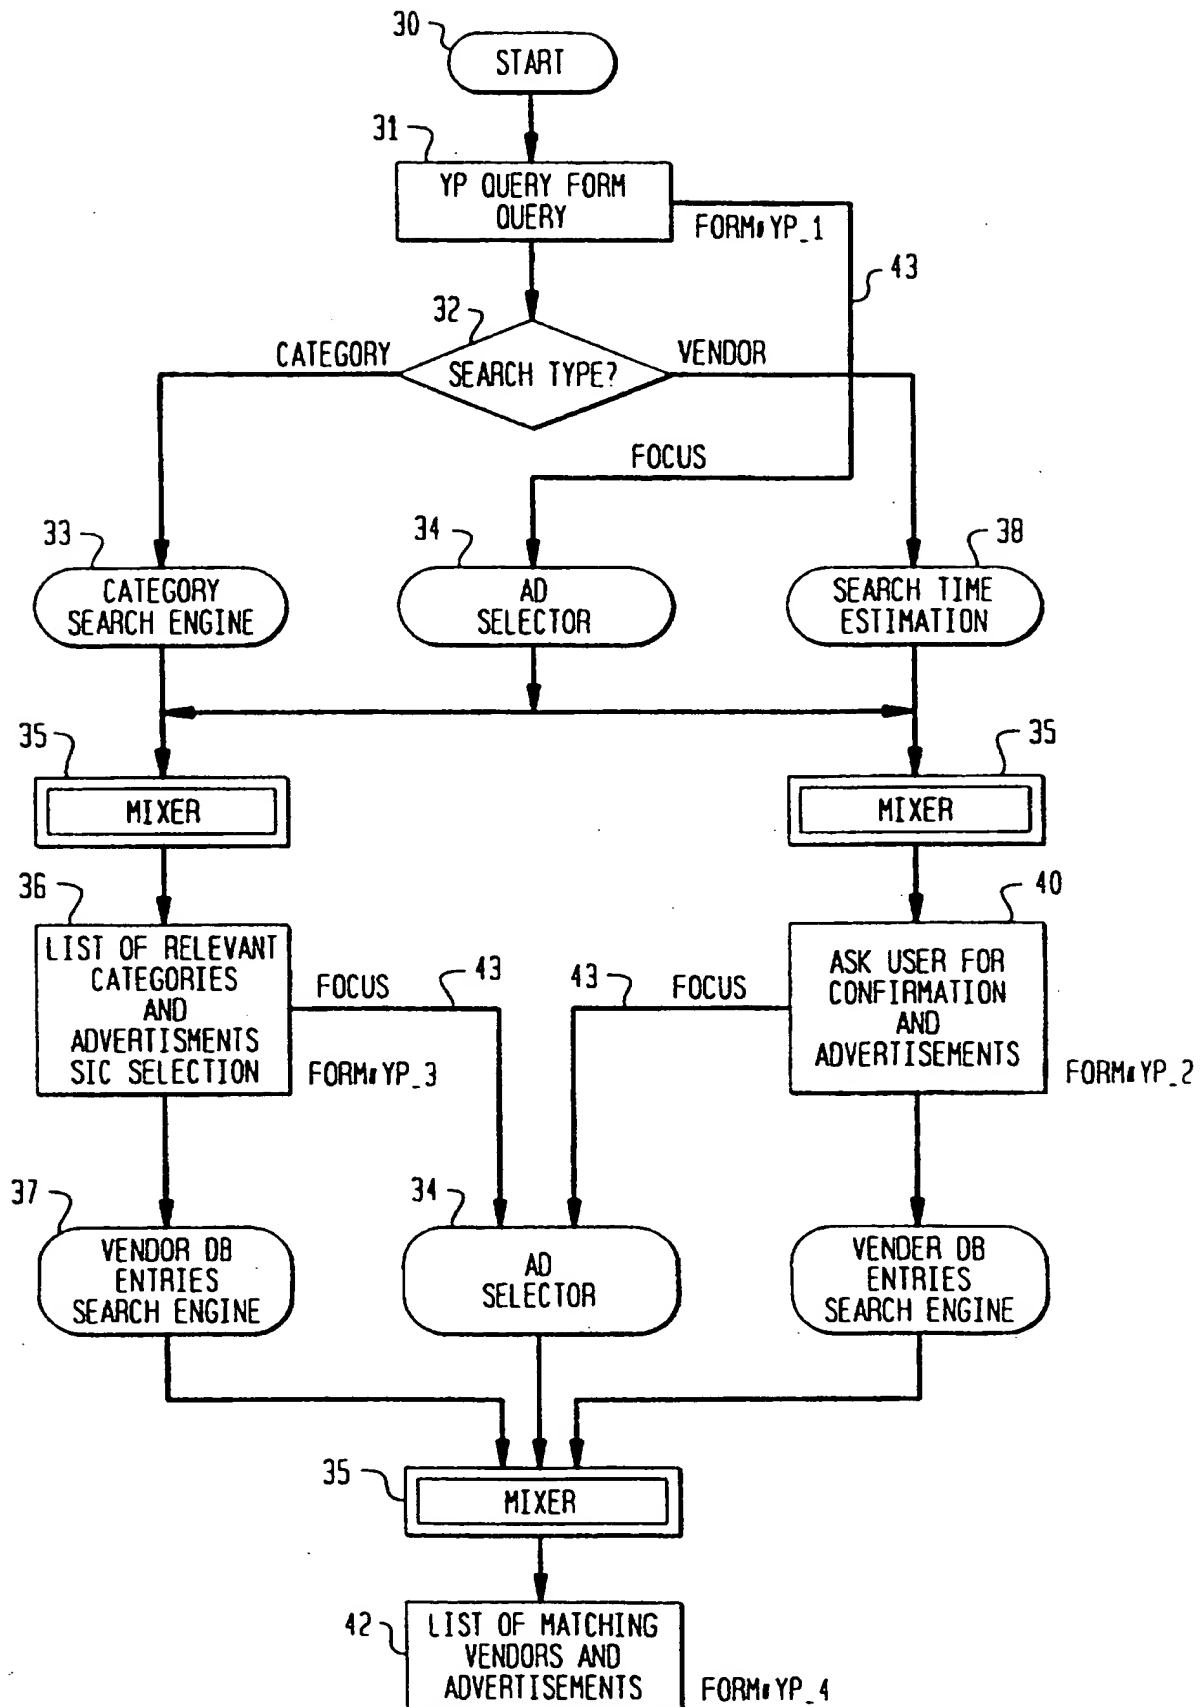 30
START
31
YP QUERY FORM
QUERY
FORM#YP_1
43
32
CATEGORY
SEARCH TYPE?
VENDOR
FOCUS
33
CATEGORY
SEARCH ENGINE
34
AD
SELECTOR
38
SEARCH TIME
ESTIMATION
35
MIXER
35
MIXER
36
LIST OF RELEVANT
CATEGORIES
AND
ADVERTISMENTS
SIC SELECTION
FOCUS
43
FORM#YP_3
43
FOCUS
40
ASK USER FOR
CONFIRMATION
AND
ADVERTISEMENTS
FORM#YP_2
37
VENDOR DB
ENTRIES
SEARCH ENGINE
34
AD
SELECTOR
VENDER DB
ENTRIES
SEARCH ENGINE
35
MIXER
42
LIST OF MATCHING
VENDORS AND
ADVERTISEMENTS
FORM#YP_4